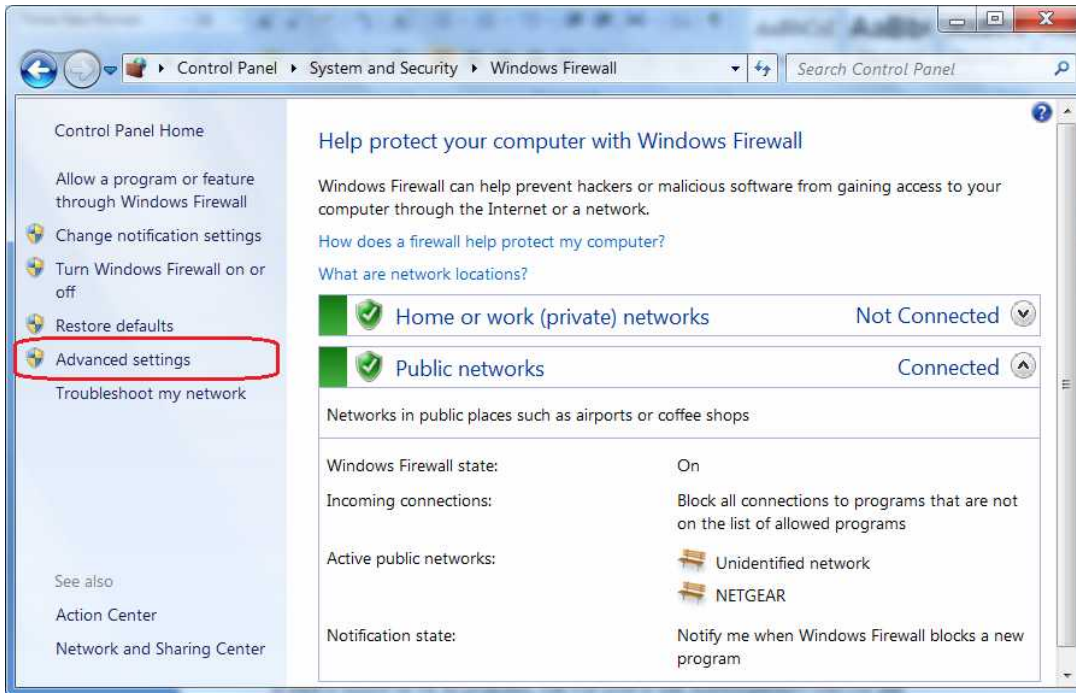 Control Panel ▸ System and Security ▸ Windows Firewall
Search Control Panel
Control Panel Home
Allow a program or feature
through Windows Firewall
Change notification settings
Turn Windows Firewall on or
off
Restore defaults
Advanced settings
Troubleshoot my network
See also
Action Center
Network and Sharing Center
Help protect your computer with Windows Firewall
Windows Firewall can help prevent hackers or malicious software from gaining access to your
computer through the Internet or a network.
How does a firewall help protect my computer?
What are network locations?
Home or work (private) networks Not Connected
Public networks Connected
Networks in public places such as airports or coffee shops
Windows Firewall state: On
Incoming connections: Block all connections to programs that are not
on the list of allowed programs
Active public networks: Unidentified network
NETGEAR
Notification state: Notify me when Windows Firewall blocks a new
program